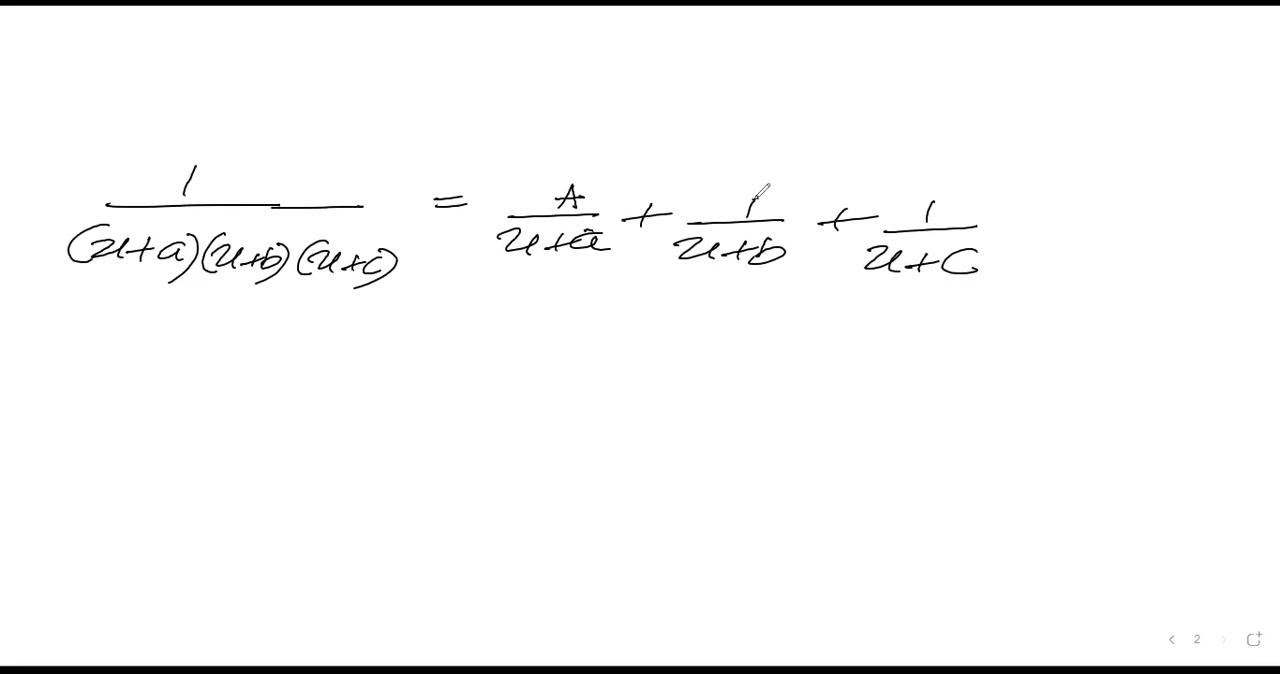 1/((x+a)(x+b)(x+c)) = A/(x+a) + 1/(x+b) + 1/(x+c)
2